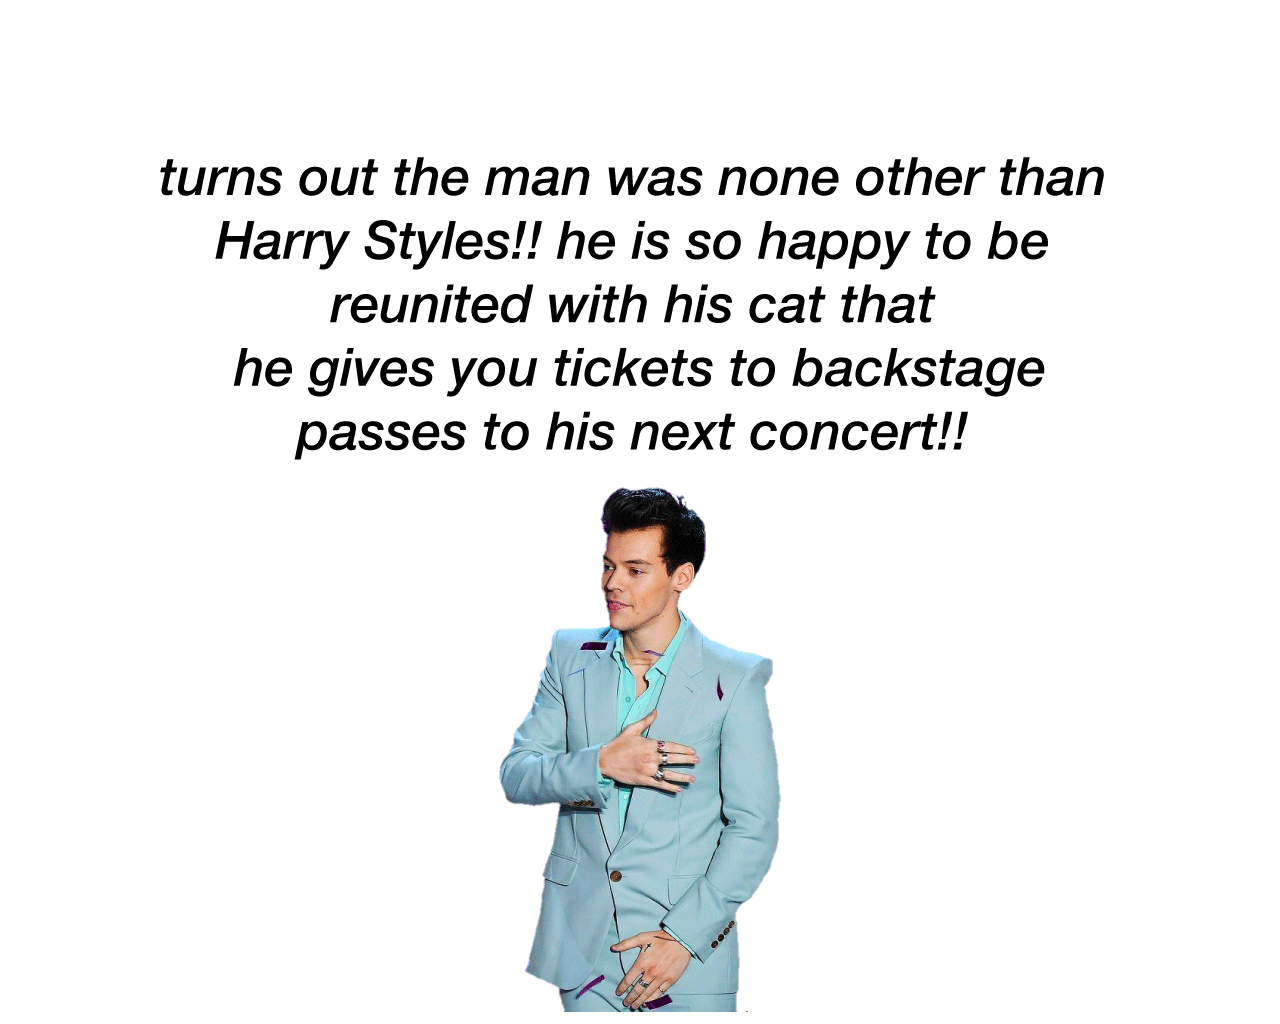 turns out the man was none other than
Harry Styles!! he is so happy to be
reunited with his cat that
he gives you tickets to backstage
passes to his next concert!!